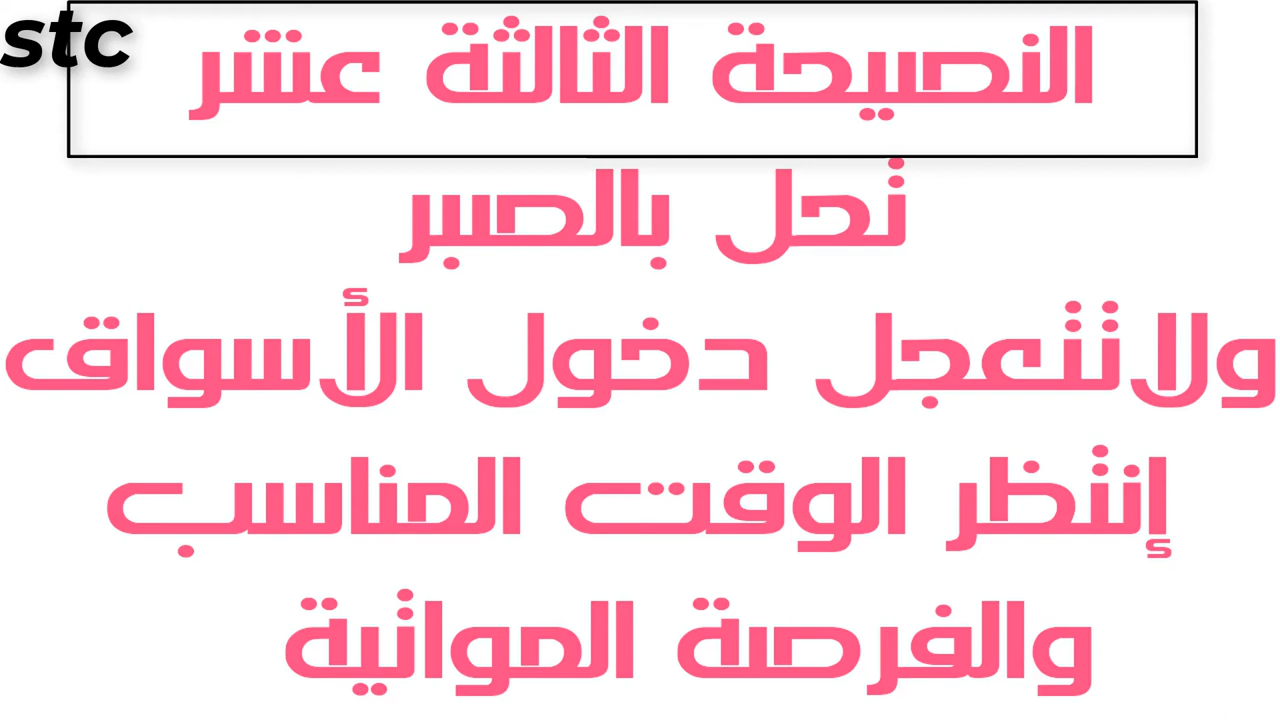 stc
النصيحة الثالثة عشر
تحل بالصبر
ولاتتعجل دخول الأسواق
إنتظر الوقت المناسب
والفرصة المواتية